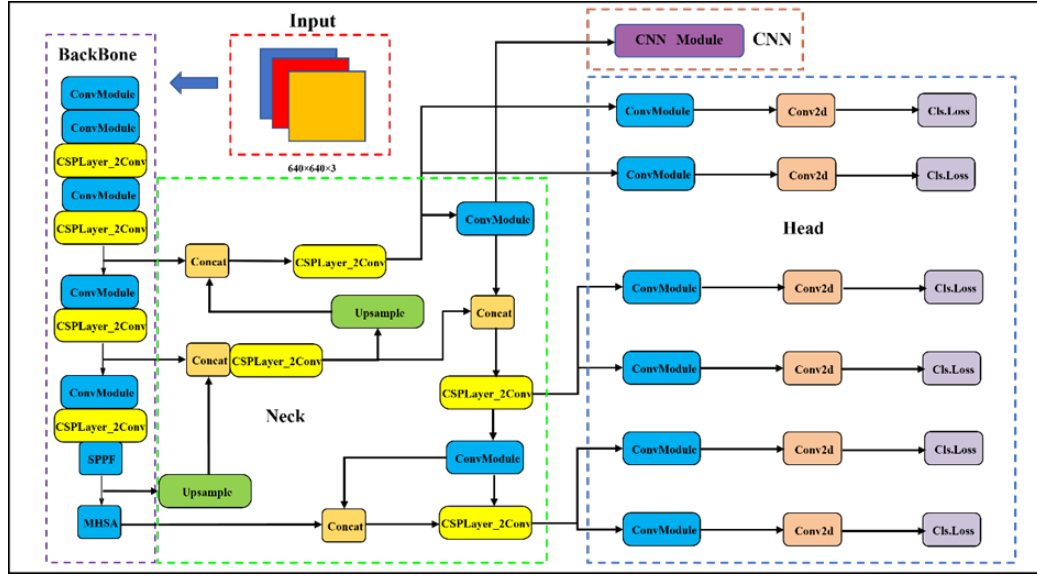 Input
BackBone
640×640×3
ConvModule
ConvModule
CSPLayer_2Conv
ConvModule
CSPLayer_2Conv
ConvModule
CSPLayer_2Conv
ConvModule
CSPLayer_2Conv
SPPF
MHSA
Concat
CSPLayer_2Conv
ConvModule
Upsample
Concat
Concat
CSPLayer_2Conv
CSPLayer_2Conv
Neck
ConvModule
Upsample
Concat
CSPLayer_2Conv
CNN Module
CNN
ConvModule
Conv2d
Cls.Loss
ConvModule
Conv2d
Cls.Loss
Head
ConvModule
Conv2d
Cls.Loss
ConvModule
Conv2d
Cls.Loss
ConvModule
Conv2d
Cls.Loss
ConvModule
Conv2d
Cls.Loss